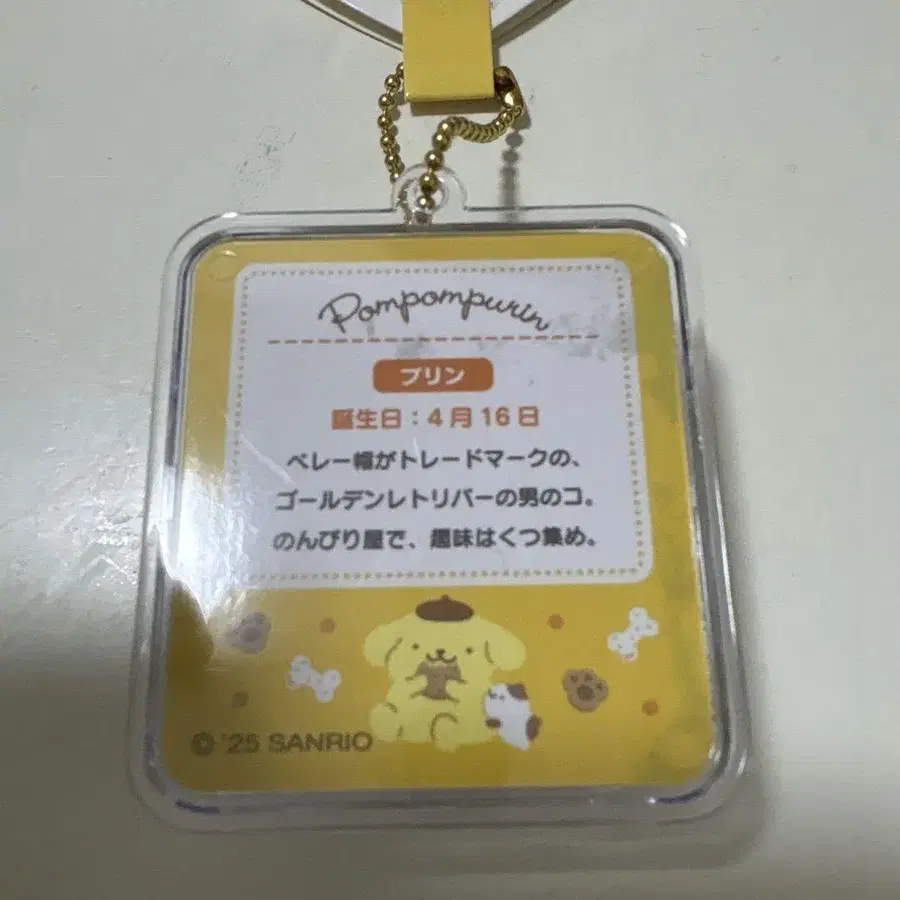 Pompompurin
プリン
誕生日：4月16日
ベレー帽がトレードマークの、
ゴールデンレトリバーの男のコ。
のんびり屋で、趣味はくつ集め。
© '25 SANRIO